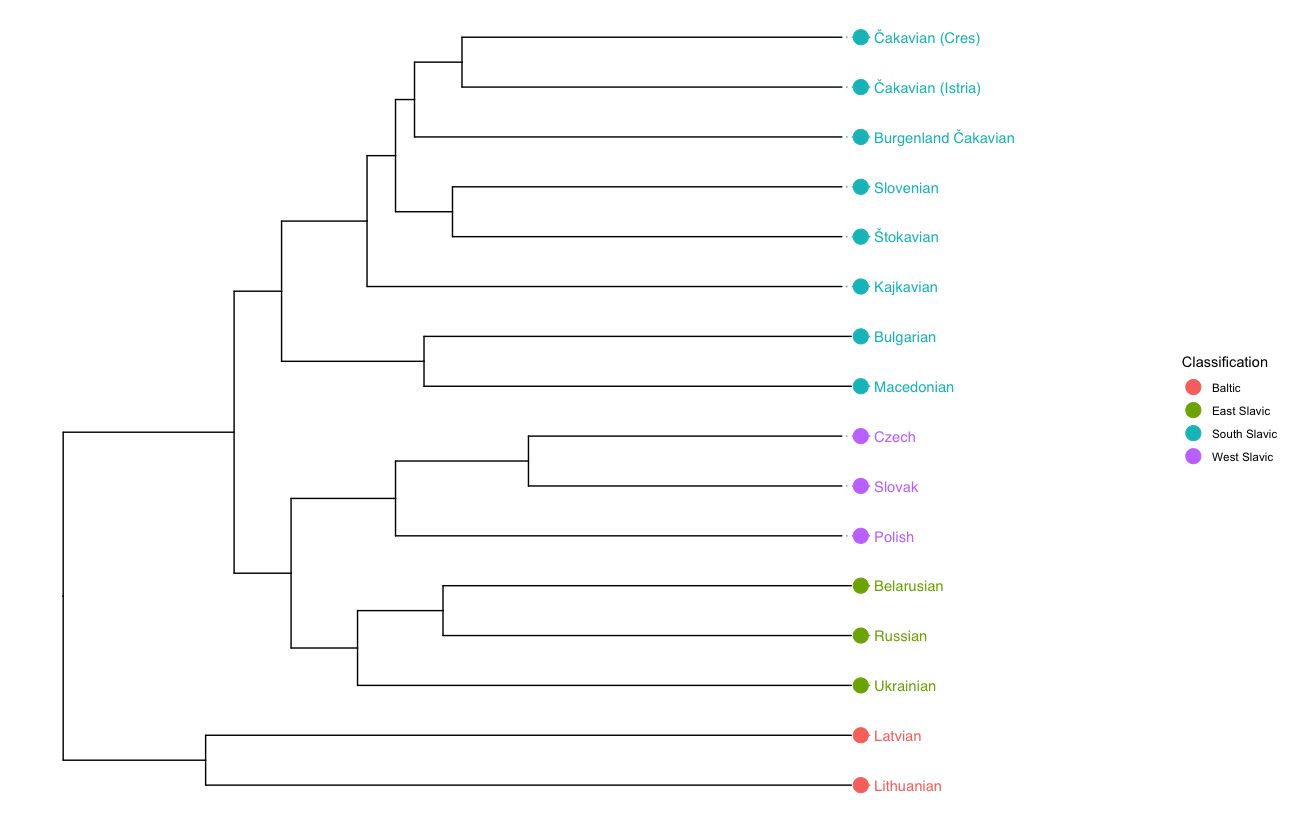 Čakavian (Cres)
Čakavian (Istria)
Burgenland Čakavian
Slovenian
Štokavian
Kajkavian
Bulgarian
Macedonian
Czech
Slovak
Polish
Belarusian
Russian
Ukrainian
Latvian
Lithuanian
Classification
Baltic
East Slavic
South Slavic
West Slavic